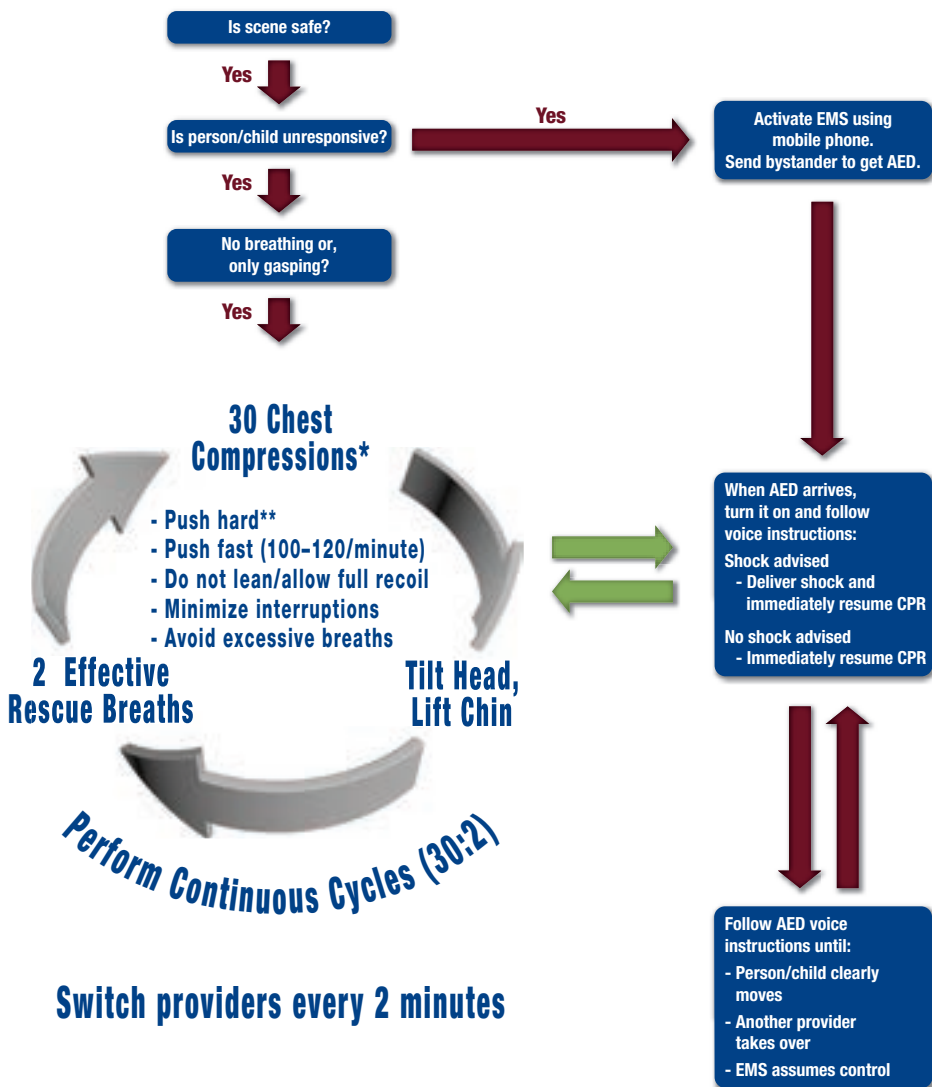 Is scene safe?
Yes
Is person/child unresponsive?
Yes
Activate EMS using
mobile phone.
Send bystander to get AED.
Yes
No breathing or,
only gasping?
Yes
30 Chest
Compressions*
- Push hard**
- Push fast (100–120/minute)
- Do not lean/allow full recoil
- Minimize interruptions
- Avoid excessive breaths
Tilt Head,
Lift Chin
2 Effective
Rescue Breaths
Perform Continuous Cycles (30:2)
Switch providers every 2 minutes
When AED arrives,
turn it on and follow
voice instructions:
Shock advised
- Deliver shock and
immediately resume CPR
No shock advised
- Immediately resume CPR
Follow AED voice
instructions until:
- Person/child clearly
moves
- Another provider
takes over
- EMS assumes control